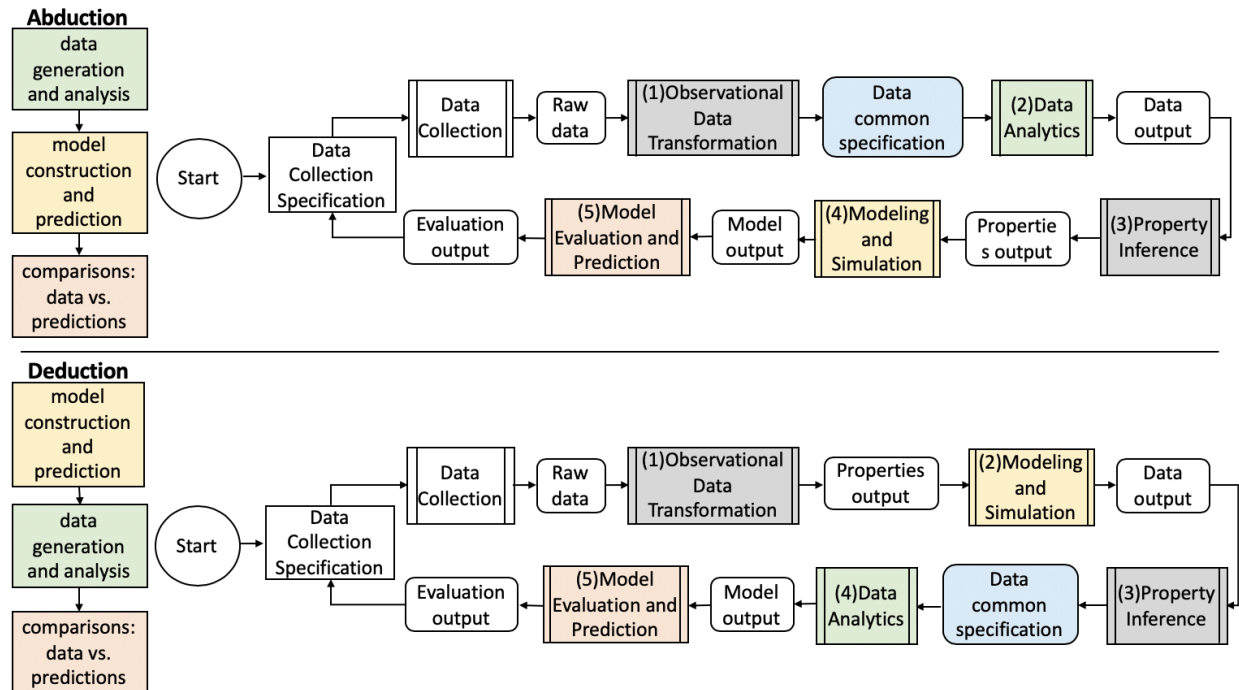 Abduction
data
generation
and analysis
model
construction
and
prediction
comparisons:
data vs.
predictions
Start
Data
Collection
Specification
Data
Collection
Raw
data
(1)Observational
Data
Transformation
Data
common
specification
(2)Data
Analytics
Data
output
(3)Property
Inference
Propertie
s output
(4)Modeling
and
Simulation
Model
output
(5)Model
Evaluation and
Prediction
Evaluation
output
Deduction
model
construction
and
prediction
data
generation
and analysis
comparisons:
data vs.
predictions
Start
Data
Collection
Specification
Data
Collection
Raw
data
(1)Observational
Data
Transformation
Properties
output
(2)Modeling
and
Simulation
Data
output
(3)Property
Inference
Data
common
specification
(4)Data
Analytics
Model
output
(5)Model
Evaluation and
Prediction
Evaluation
output